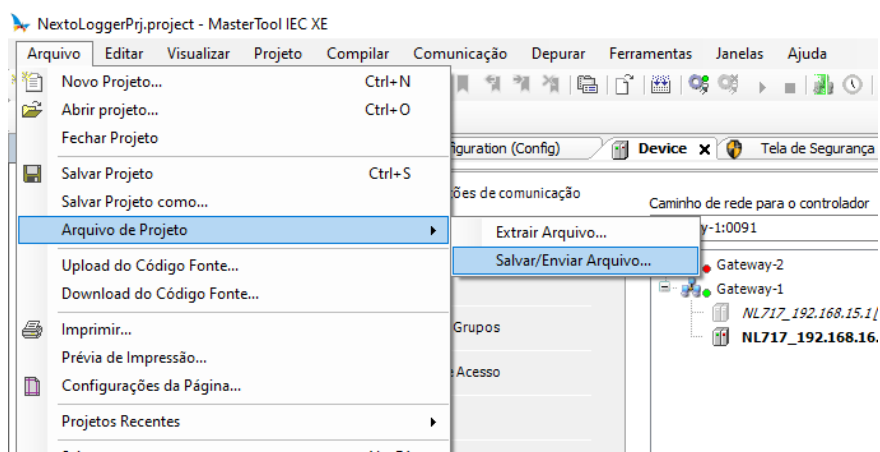 NextoLoggerPrj.project - MasterTool IEC XE
Arquivo Editar Visualizar Projeto Compilar Comunicação Depurar Ferramentas Janelas Ajuda
Novo Projeto... Ctrl+N
Abrir projeto... Ctrl+O
Fechar Projeto
Salvar Projeto Ctrl+S
Salvar Projeto como...
Arquivo de Projeto
Upload do Código Fonte...
Download do Código Fonte...
Imprimir...
Prévia de Impressão...
Configurações da Página...
Projetos Recentes
Extrair Arquivo...
Salvar/Enviar Arquivo...
figuration (Config) Device Tela de Segurança
ões de comunicação
Grupos
Acesso
Caminho de rede para o controlador
y-1:0091
Gateway-2
Gateway-1
NL717_192.168.15.1[
NL717_192.168.16.